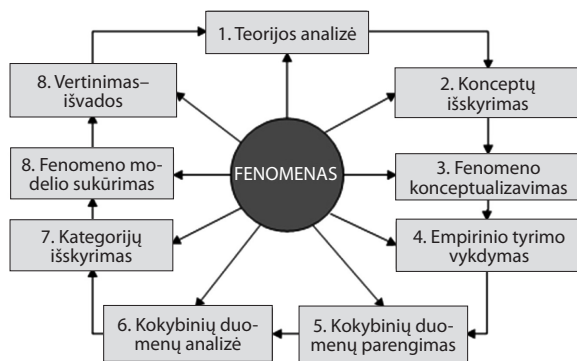 1. Teorijos analizė
2. Konceptų
išskyrimas
3. Fenomeno
konceptualizavimas
4. Empirinio tyrimo
vykdymas
5. Kokybinių duo-
menų parengimas
6. Kokybinių duo-
menų analizė
7. Kategorijų
išskyrimas
8. Fenomeno mo-
delio sukūrimas
8. Vertinimas–
išvados
FENOMENAS